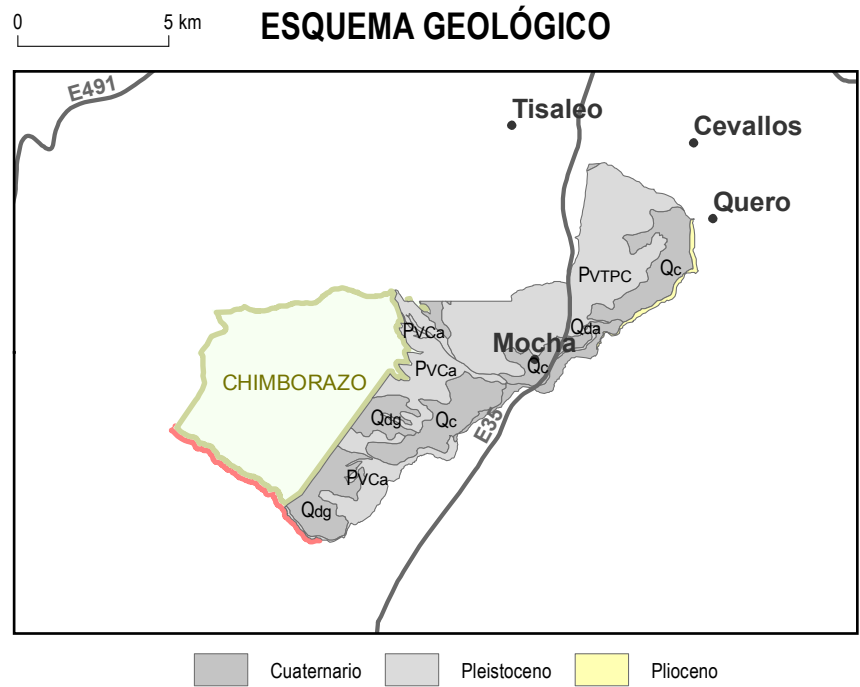 0 5 km
ESQUEMA GEOLÓGICO
E491
Tisaleo
Cevallos
Quero
Qc
PVTPC
Qda
PVCa
Mocha
PVCa
Qc
CHIMBORAZO
Qdg
Qc
E35
PVCa
Qdg
Cuaternario Pleistoceno Plioceno